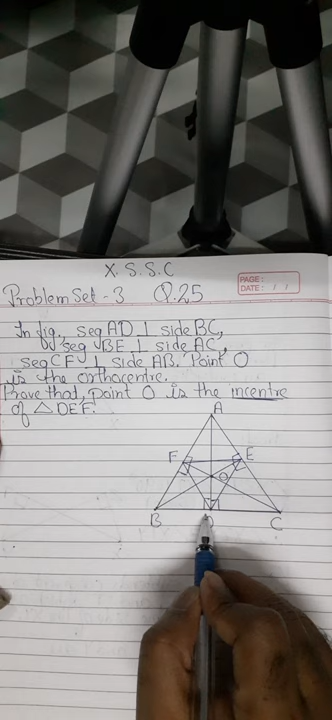 X. S. S. C
PAGE:
DATE: / /
Problem Set - 3 Q.25
In fig., seg AD ⊥ side BC,
seg BE ⊥ side AC,
seg CF ⊥ side AB. Point O
is the orthocentre.
Prove that, point O is the incentre
of △DEF.
A
F E
O
B D C